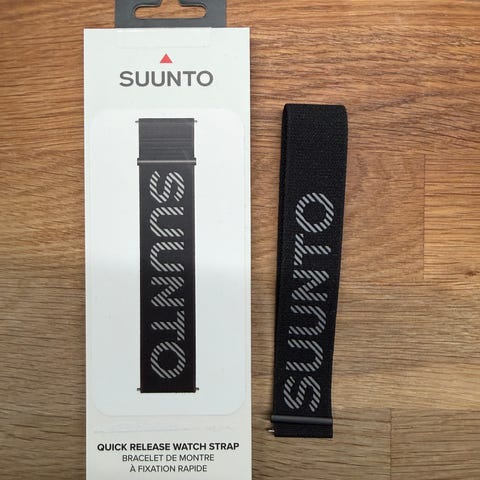 SUUNTO
SUUNTO
QUICK RELEASE WATCH STRAP
BRACELET DE MONTRE
À FIXATION RAPIDE
SUUNTO